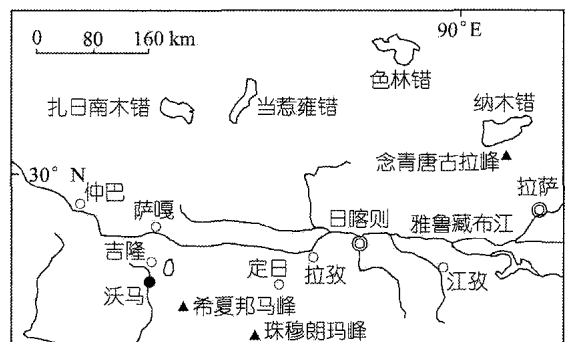 0 80 160 km
90° E
色林错
扎日南木错
当惹雍错
纳木错
念青唐古拉峰
30° N
仲巴
拉萨
萨嘎
日喀则
雅鲁藏布江
吉隆
定日
拉孜
江孜
沃马
希夏邦马峰
珠穆朗玛峰